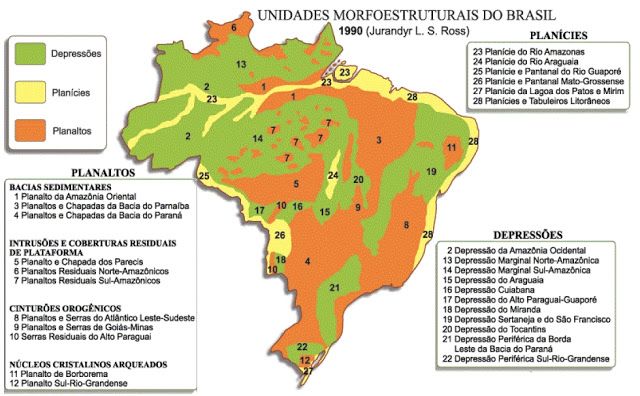 UNIDADES MORFOESTRUTURAIS DO BRASIL
1990 (Jurandyr L. S. Ross)
Depressões
Planícies
Planaltos
PLANÍCIES
23 Planície do Rio Amazonas
24 Planície do Rio Araguaia
25 Planície e Pantanal do Rio Guaporé
26 Planície e Pantanal Mato-Grossense
27 Planície da Lagoa dos Patos e Mirim
28 Planícies e Tabuleiros Litorâneos
PLANALTOS
BACIAS SEDIMENTARES
1 Planalto da Amazônia Oriental
3 Planaltos e Chapadas da Bacia do Parnaíba
4 Planaltos e Chapadas da Bacia do Paraná
INTRUSÕES E COBERTURAS RESIDUAIS
DE PLATAFORMA
5 Planalto e Chapada dos Parecis
6 Planaltos Residuais Norte-Amazônicos
7 Planaltos Residuais Sul-Amazônicos
CINTURÕES OROGÊNICOS
8 Planaltos e Serras do Atlântico Leste-Sudeste
9 Planaltos e Serras de Goiás-Minas
10 Serras Residuais do Alto Paraguai
NÚCLEOS CRISTALINOS ARQUEADOS
11 Planalto de Borborema
12 Planalto Sul-Rio-Grandense
DEPRESSÕES
2 Depressão da Amazônia Ocidental
13 Depressão Marginal Norte-Amazônica
14 Depressão Marginal Sul-Amazônica
15 Depressão do Araguaia
16 Depressão Cuiabana
17 Depressão do Alto Paraguai-Guaporé
18 Depressão do Miranda
19 Depressão Sertaneja e do São Francisco
20 Depressão do Tocantins
21 Depressão Periférica da Borda
Leste da Bacia do Paraná
22 Depressão Periférica Sul-Rio-Grandense
6
13
23
23
1
2
23
1
28
2
14
7
7
7
7
7
3
11
28
19
25
5
24
20
17
10
16
15
9
8
26
28
18
10
4
21
22
12
27